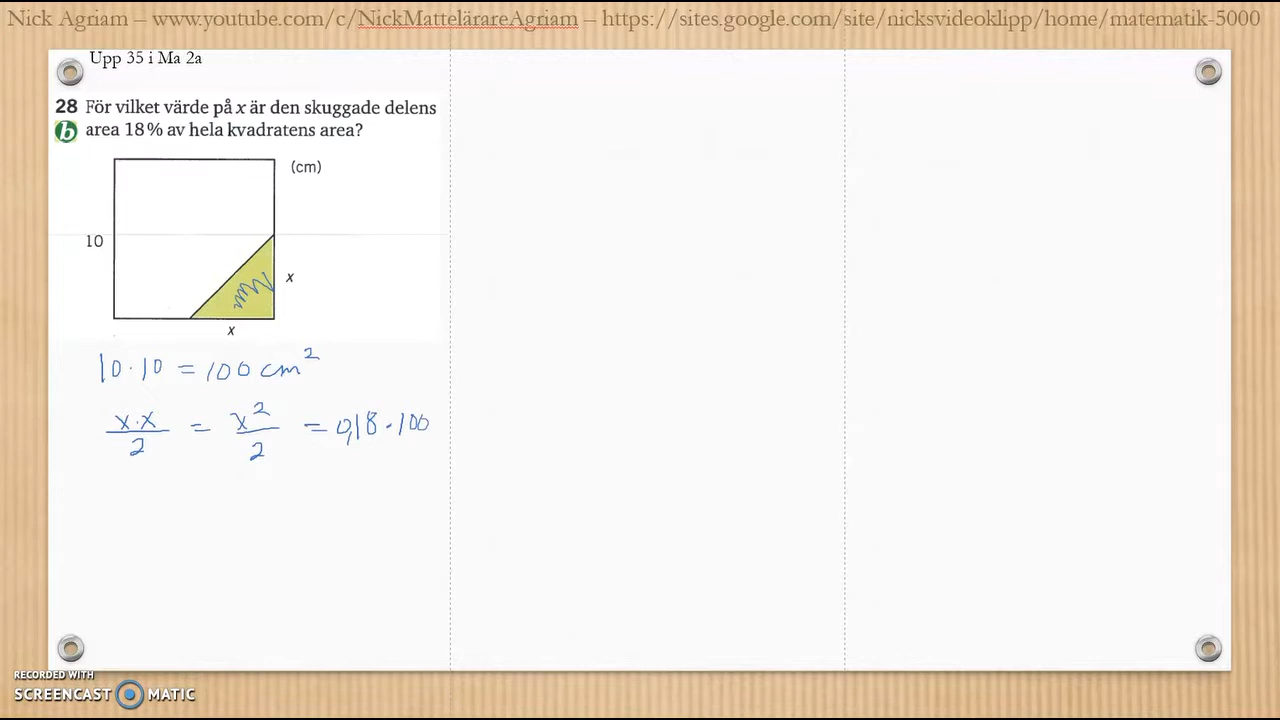 Nick Agriam – www.youtube.com/c/NickMattelärareAgriam – https://sites.google.com/site/nicksvideoklipp/home/matematik-5000
Upp 35 i Ma 2a
28 För vilket värde på x är den skuggade delens
b area 18 % av hela kvadratens area?
(cm)
10
x
x
10 · 10 = 100 cm²
x·x/2 = x²/2 = 0,18 · 100
RECORDED WITH
SCREENCAST MATIC